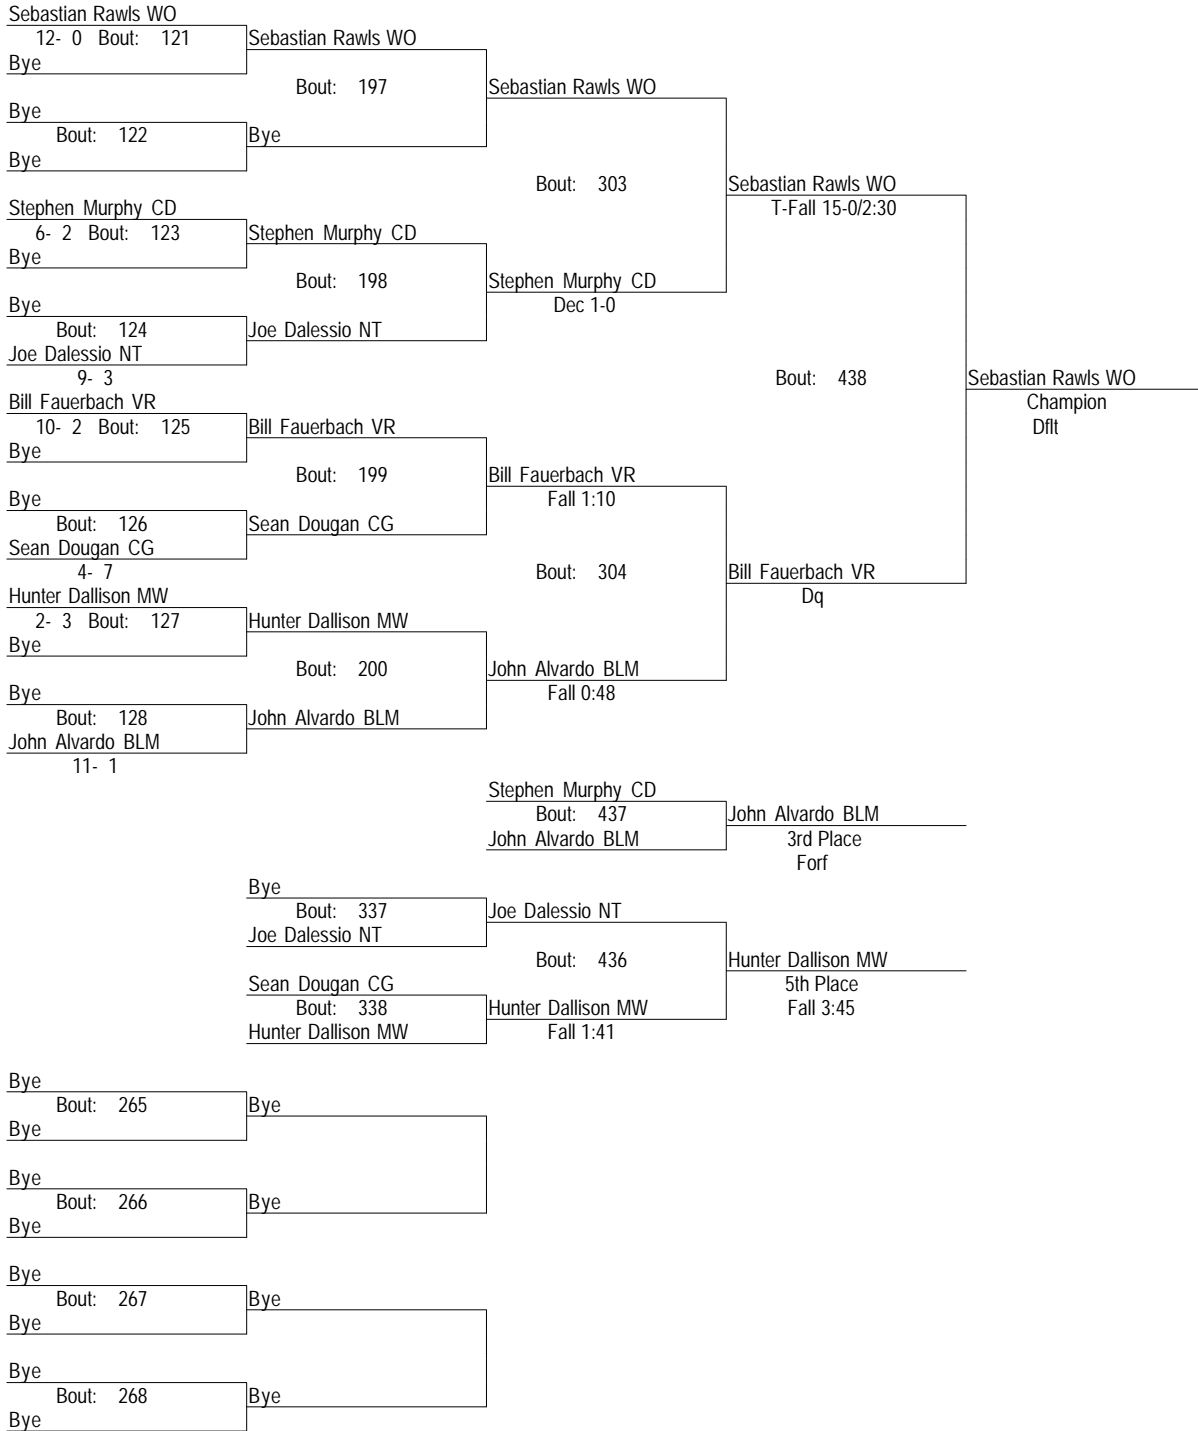 Sebastian Rawls WO
12- 0 Bout: 121
Bye
Sebastian Rawls WO
Bout: 197
Sebastian Rawls WO
Bye
Bout: 122
Bye
Bye
Bout: 303
Sebastian Rawls WO
T-Fall 15-0/2:30
Stephen Murphy CD
6- 2 Bout: 123
Bye
Stephen Murphy CD
Bout: 198
Stephen Murphy CD
Dec 1-0
Bye
Bout: 124
Joe Dalessio NT
Joe Dalessio NT
9- 3
Bout: 438
Sebastian Rawls WO
Champion
Dflt
Bill Fauerbach VR
10- 2 Bout: 125
Bye
Bill Fauerbach VR
Bout: 199
Bill Fauerbach VR
Fall 1:10
Bye
Bout: 126
Sean Dougan CG
Sean Dougan CG
4- 7
Bout: 304
Bill Fauerbach VR
Dq
Hunter Dallison MW
2- 3 Bout: 127
Bye
Hunter Dallison MW
Bout: 200
John Alvardo BLM
Fall 0:48
Bye
Bout: 128
John Alvardo BLM
John Alvardo BLM
11- 1
Stephen Murphy CD
Bout: 437
John Alvardo BLM
John Alvardo BLM
3rd Place
Forf
Bye
Bout: 337
Joe Dalessio NT
Joe Dalessio NT
Bout: 436
Hunter Dallison MW
5th Place
Fall 3:45
Sean Dougan CG
Bout: 338
Hunter Dallison MW
Hunter Dallison MW
Fall 1:41
Bye
Bout: 265
Bye
Bye
Bye
Bout: 266
Bye
Bye
Bye
Bout: 267
Bye
Bye
Bye
Bout: 268
Bye
Bye